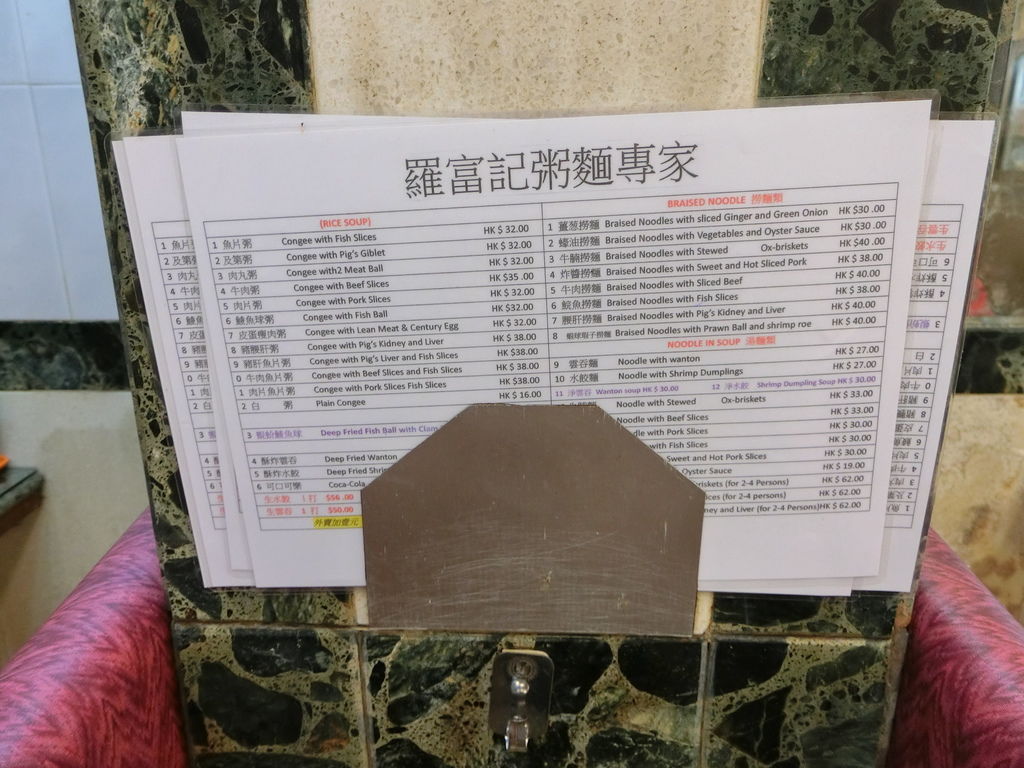 羅富記粥麵專家
(RICE SOUP)
1 魚片粥 Congee with Fish Slices HK $ 32.00
2 及第粥 Congee with Pig's Giblet HK $ 32.00
3 肉丸粥 Congee with2 Meat Ball HK $ 32.00
4 牛肉粥 Congee with Beef Slices HK $35 .00
5 肉片粥 Congee with Pork Slices HK $ 32.00
6 鯪魚球粥 Congee with Fish Ball HK $32.00
7 皮蛋瘦肉粥 Congee with Lean Meat & Century Egg HK $ 32.00
8 豬腰肝粥 Congee with Pig's Kidney and Liver HK $ 38.00
9 豬肝魚片粥 Congee with Pig's Liver and Fish Slices HK $38.00
0 牛肉魚片粥 Congee with Beef Slices and Fish Slices HK $ 38.00
1 肉片魚片粥 Congee with Pork Slices Fish Slices HK $38.00
2 白 粥 Plain Congee HK $ 16.00
3 蜆蚧鯪魚球 Deep Fried Fish Ball with Clam
4 酥炸雲吞 Deep Fried Wanton
5 酥炸水餃 Deep Fried
6 可口可樂 Coca-Cola
生水餃 1 打 $56 .00
生雲吞 1 打 $50.00
外賣加壹元
BRAISED NOODLE 撈麵類
1 薑葱撈麵 Braised Noodles with sliced Ginger and Green Onion HK $30 .00
2 蠔油撈麵 Braised Noodles with Vegetables and Oyster Sauce HK $30 .00
3 牛腩撈麵 Braised Noodles with Stewed Ox-briskets HK $40 .00
4 炸醬撈麵 Braised Noodles with Sweet and Hot Sliced Pork HK $ 38.00
5 牛肉撈麵 Braised Noodles with Sliced Beef HK $ 40.00
6 鯇魚撈麵 Braised Noodles with Fish Slices HK $ 38.00
7 腰肝撈麵 Braised Noodles with Pig's Kidney and Liver HK $ 40.00
8 蝦球蝦子撈麵 Braised Noodles with Prawn Ball and shrimp roe HK $ 40.00
NOODLE IN SOUP 湯麵類
9 雲吞麵 Noodle with wanton HK $ 27.00
10 水餃麵 Noodle with Shrimp Dumplings HK $ 27.00
11 淨雲吞 Wanton soup HK $ 30.00 12 淨水餃 Shrimp Dumpling Soup HK $ 30.00
Noodle with Stewed Ox-briskets HK $ 33.00
Noodle with Beef Slices HK $ 33.00
with Pork Slices HK $ 30.00
with Fish Slices HK $ 30.00
Sweet and Hot Pork Slices HK $ 30.00
Oyster Sauce HK $ 19.00
(for 2-4 Persons) HK $ 62.00
(for 2-4 persons) HK $ 62.00
and Liver (for 2-4 Persons)HK $ 62.00